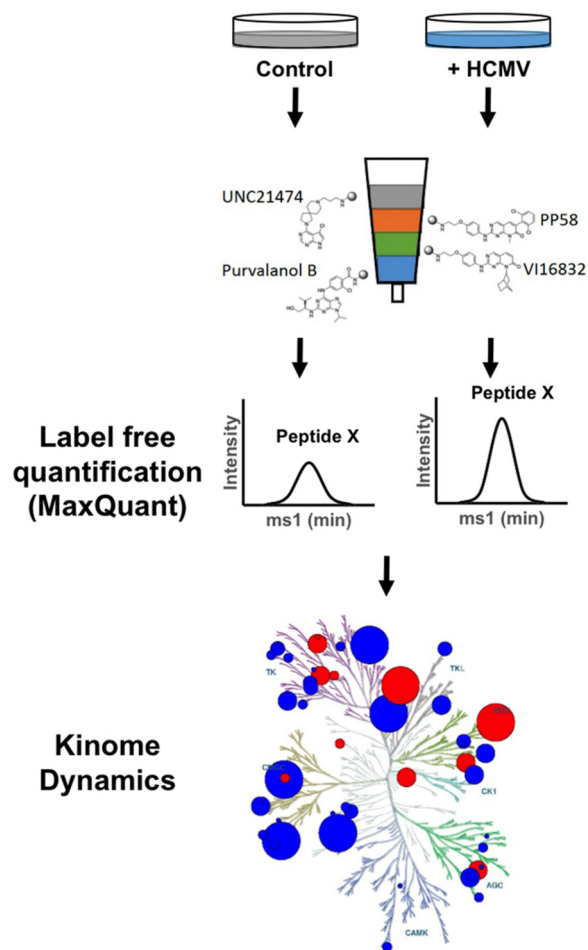 Control
+ HCMV
UNC21474
PP58
Purvalanol B
VI16832
Label free
quantification
(MaxQuant)
Intensity
Peptide X
ms1 (min)
Intensity
Peptide X
ms1 (min)
Kinome
Dynamics
TK
TKL
CK1
AGC
CAMK